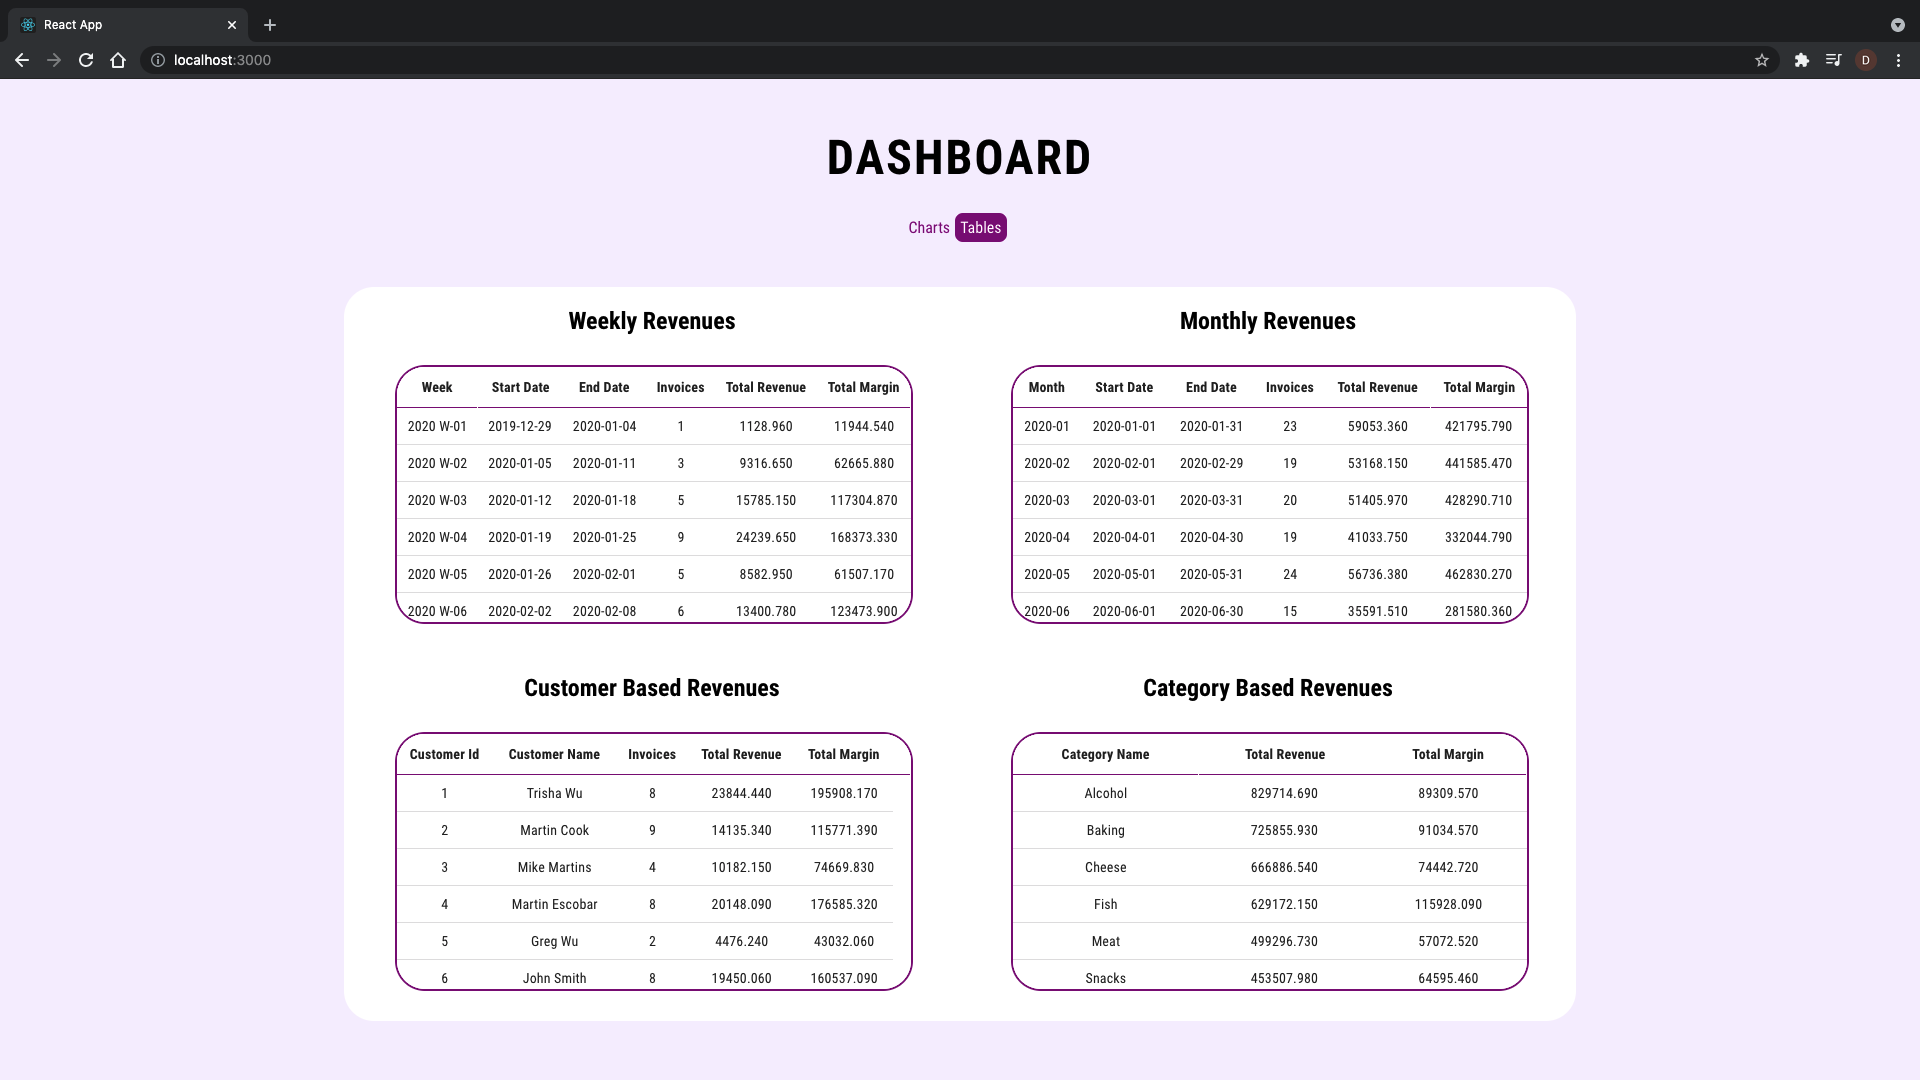 React App
localhost:3000
D
DASHBOARD
Charts Tables
Weekly Revenues
Week Start Date End Date Invoices Total Revenue Total Margin
2020 W-01 2019-12-29 2020-01-04 1 1128.960 11944.540
2020 W-02 2020-01-05 2020-01-11 3 9316.650 62665.880
2020 W-03 2020-01-12 2020-01-18 5 15785.150 117304.870
2020 W-04 2020-01-19 2020-01-25 9 24239.650 168373.330
2020 W-05 2020-01-26 2020-02-01 5 8582.950 61507.170
2020 W-06 2020-02-02 2020-02-08 6 13400.780 123473.900
Monthly Revenues
Month Start Date End Date Invoices Total Revenue Total Margin
2020-01 2020-01-01 2020-01-31 23 59053.360 421795.790
2020-02 2020-02-01 2020-02-29 19 53168.150 441585.470
2020-03 2020-03-01 2020-03-31 20 51405.970 428290.710
2020-04 2020-04-01 2020-04-30 19 41033.750 332044.790
2020-05 2020-05-01 2020-05-31 24 56736.380 462830.270
2020-06 2020-06-01 2020-06-30 15 35591.510 281580.360
Customer Based Revenues
Customer Id Customer Name Invoices Total Revenue Total Margin
1 Trisha Wu 8 23844.440 195908.170
2 Martin Cook 9 14135.340 115771.390
3 Mike Martins 4 10182.150 74669.830
4 Martin Escobar 8 20148.090 176585.320
5 Greg Wu 2 4476.240 43032.060
6 John Smith 8 19450.060 160537.090
Category Based Revenues
Category Name Total Revenue Total Margin
Alcohol 829714.690 89309.570
Baking 725855.930 91034.570
Cheese 666886.540 74442.720
Fish 629172.150 115928.090
Meat 499296.730 57072.520
Snacks 453507.980 64595.460